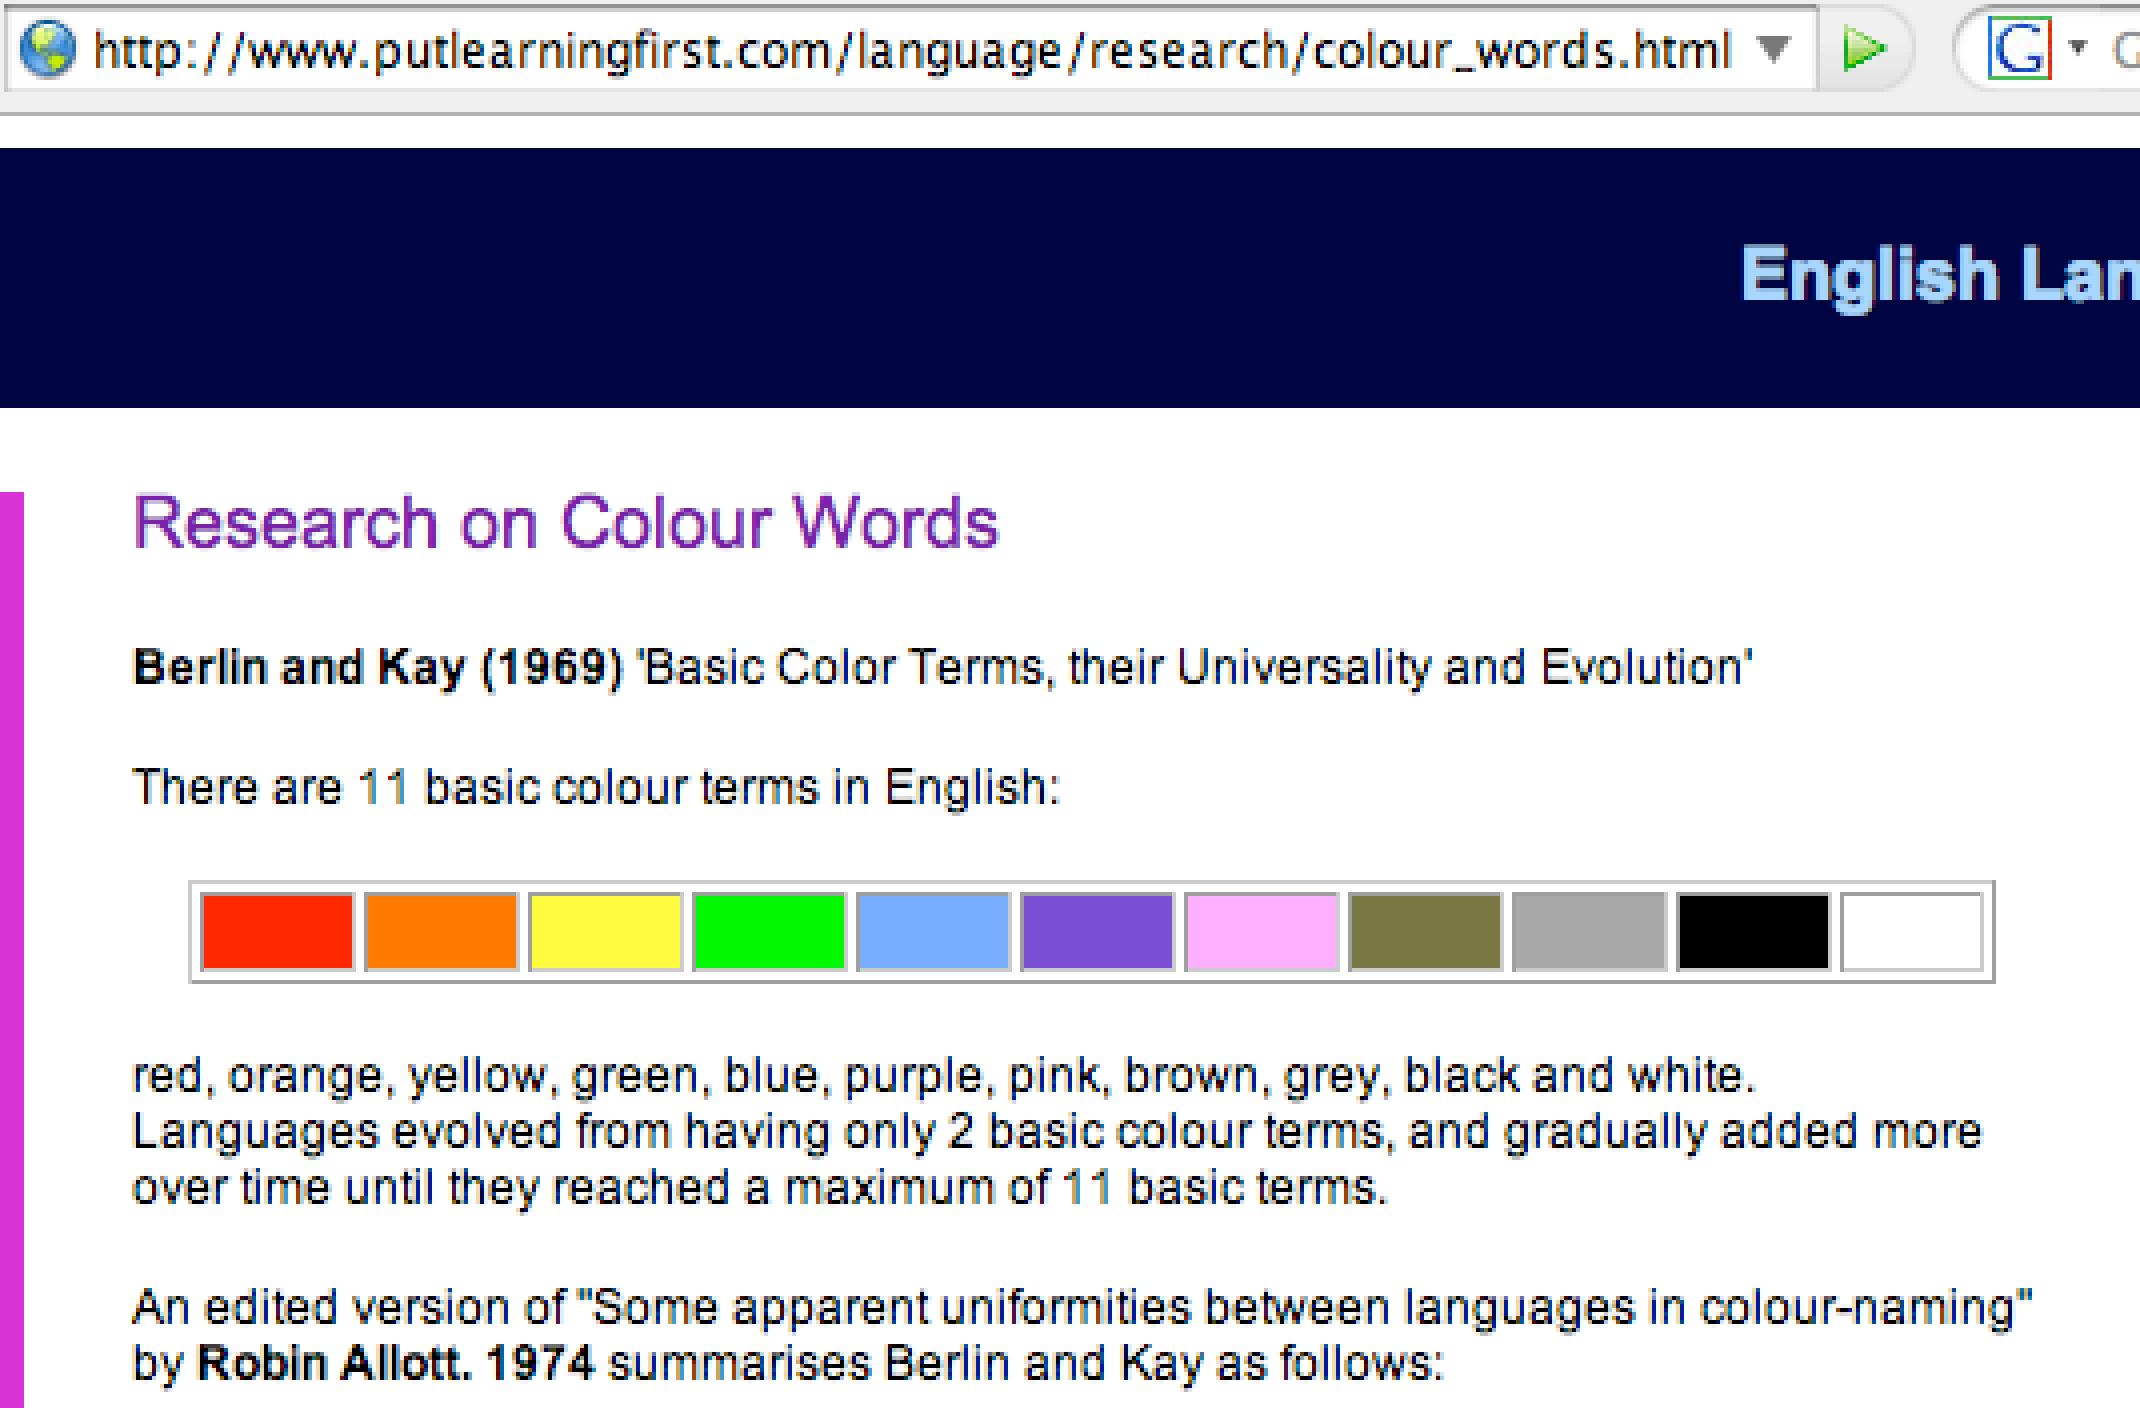 http://www.putlearningfirst.com/language/research/colour_words.html
G
English Lan
Research on Colour Words
Berlin and Kay (1969) 'Basic Color Terms, their Universality and Evolution'
There are 11 basic colour terms in English:
red, orange, yellow, green, blue, purple, pink, brown, grey, black and white.
Languages evolved from having only 2 basic colour terms, and gradually added more
over time until they reached a maximum of 11 basic terms.
An edited version of "Some apparent uniformities between languages in colour-naming"
by Robin Allott. 1974 summarises Berlin and Kay as follows: